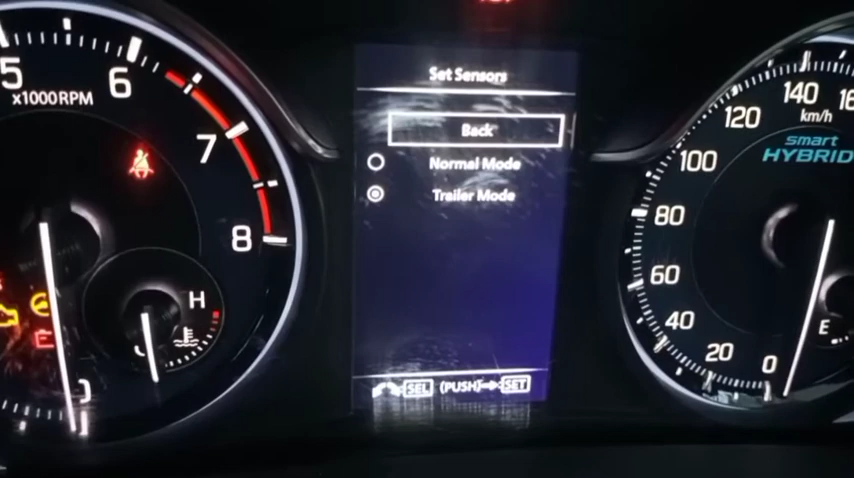 Set Sensors
Back
Normal Mode
Trailer Mode
SEL (PUSH) SET
5
6
7
8
x1000RPM
H
0
20
40
60
80
100
120
140
16
km/h
smart
HYBRID
E